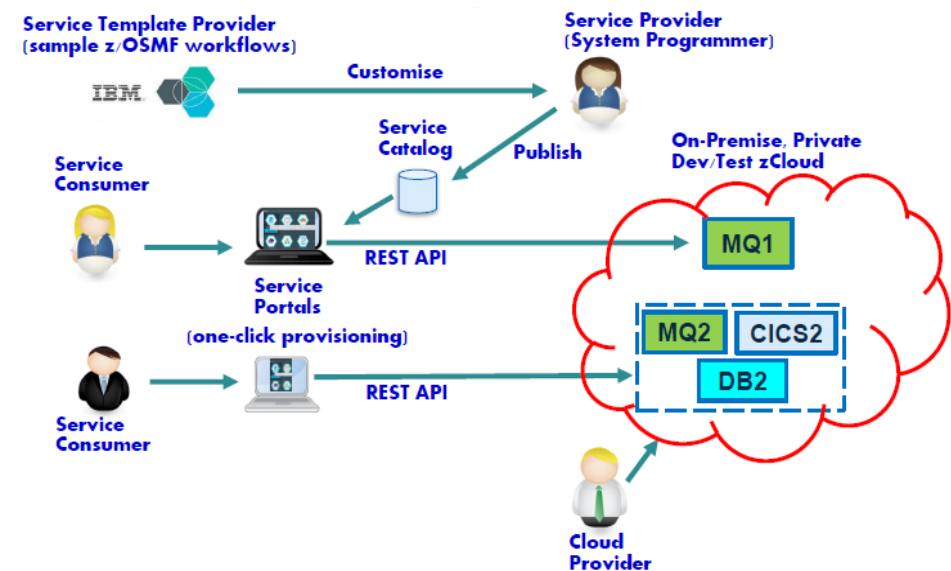 Service Template Provider
(sample z/OSMF workflows)
Service Provider
(System Programmer)
IBM.
Customise
Service
Catalog
Publish
On-Premise, Private
Dev/Test zCloud
Service
Consumer
MQ1
REST API
Service
Portals
(one-click provisioning)
MQ2
CICS2
DB2
REST API
Service
Consumer
Cloud
Provider